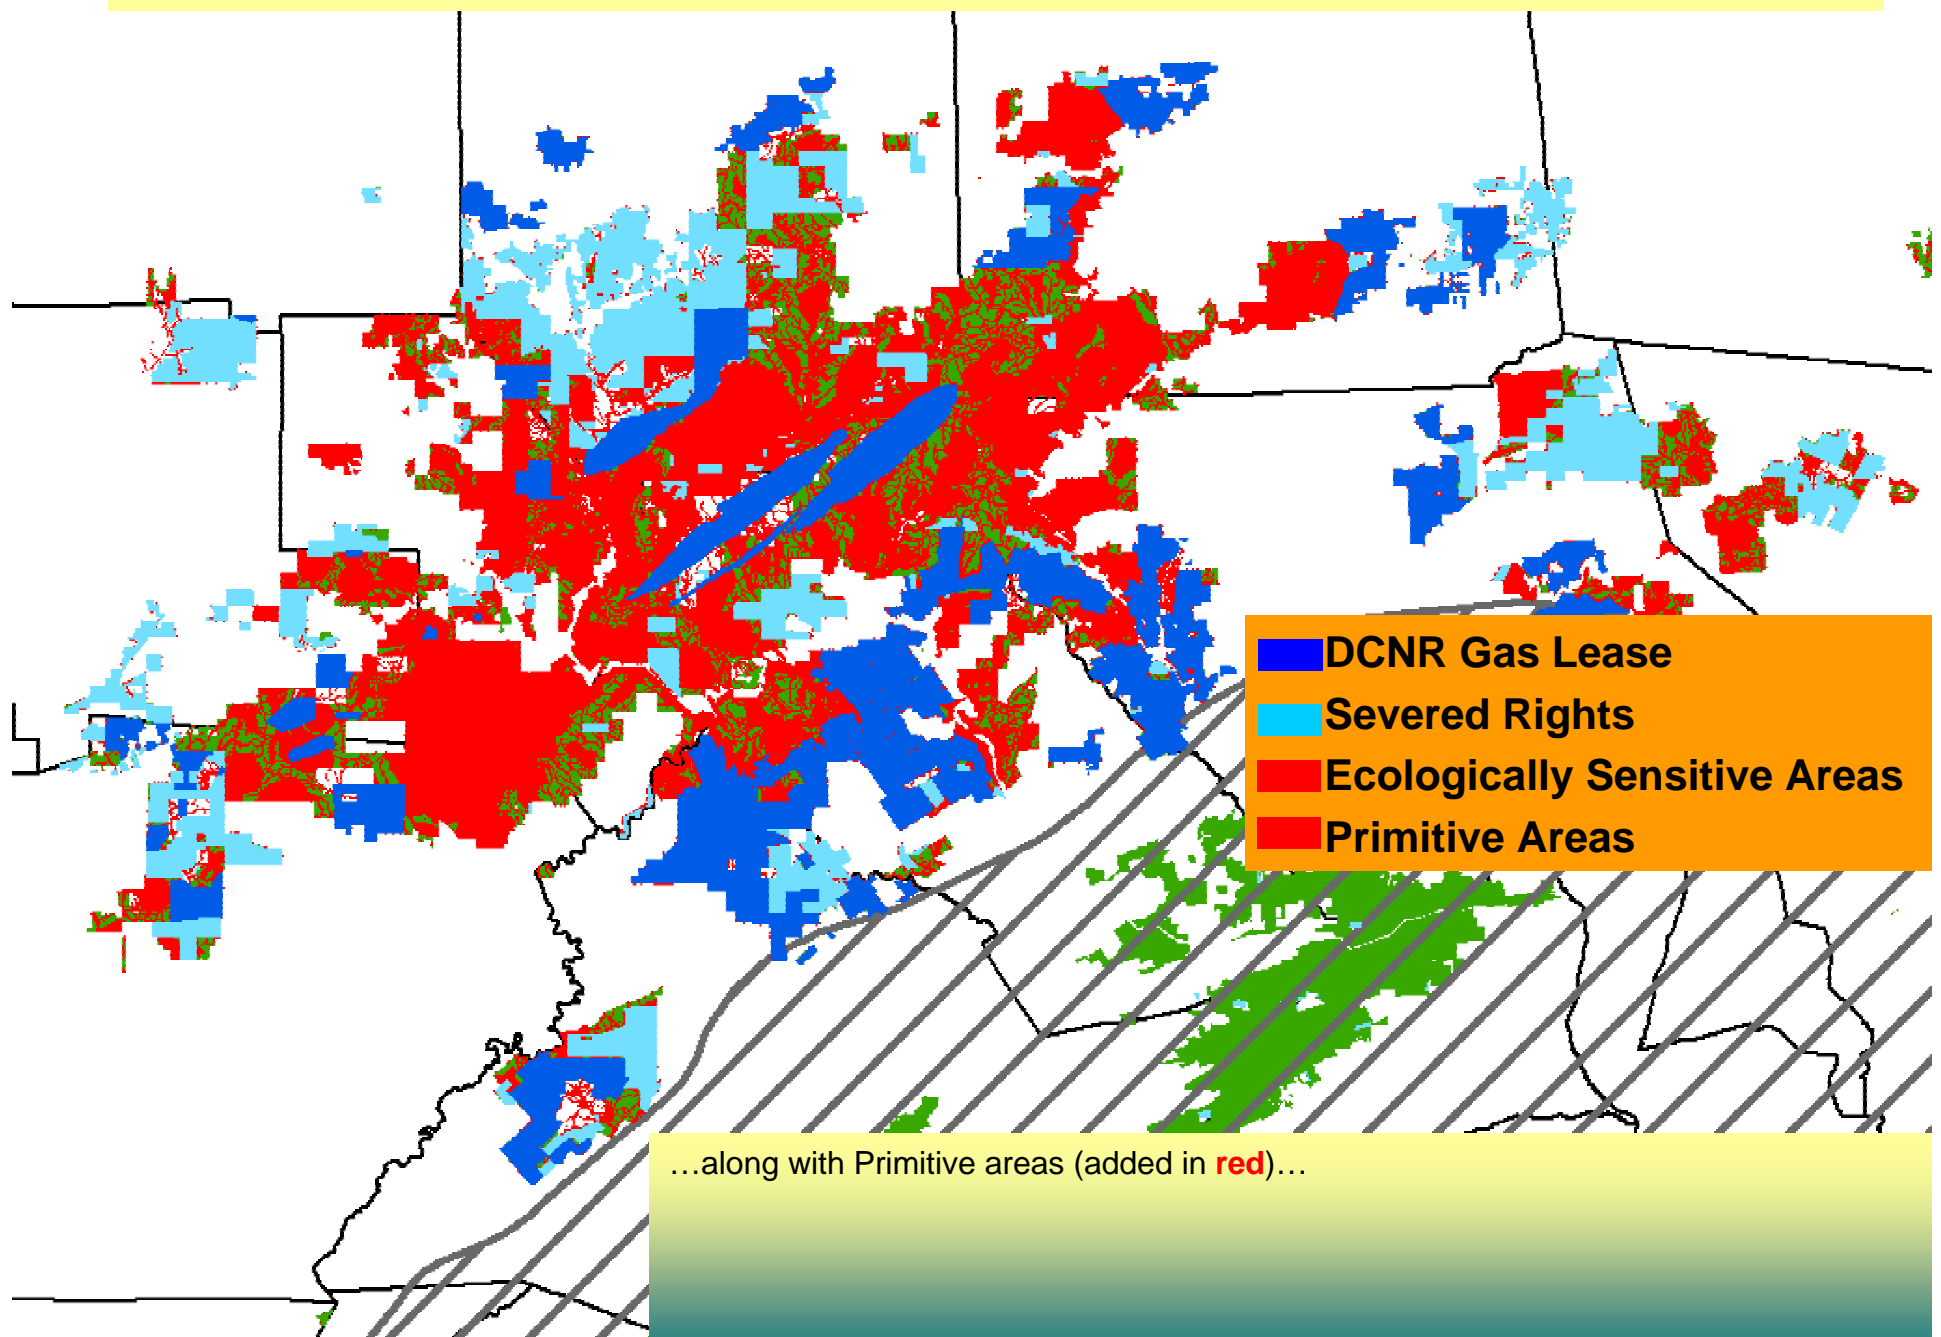 DCNR Gas Lease
Severed Rights
Ecologically Sensitive Areas
Primitive Areas
…along with Primitive areas (added in red)…